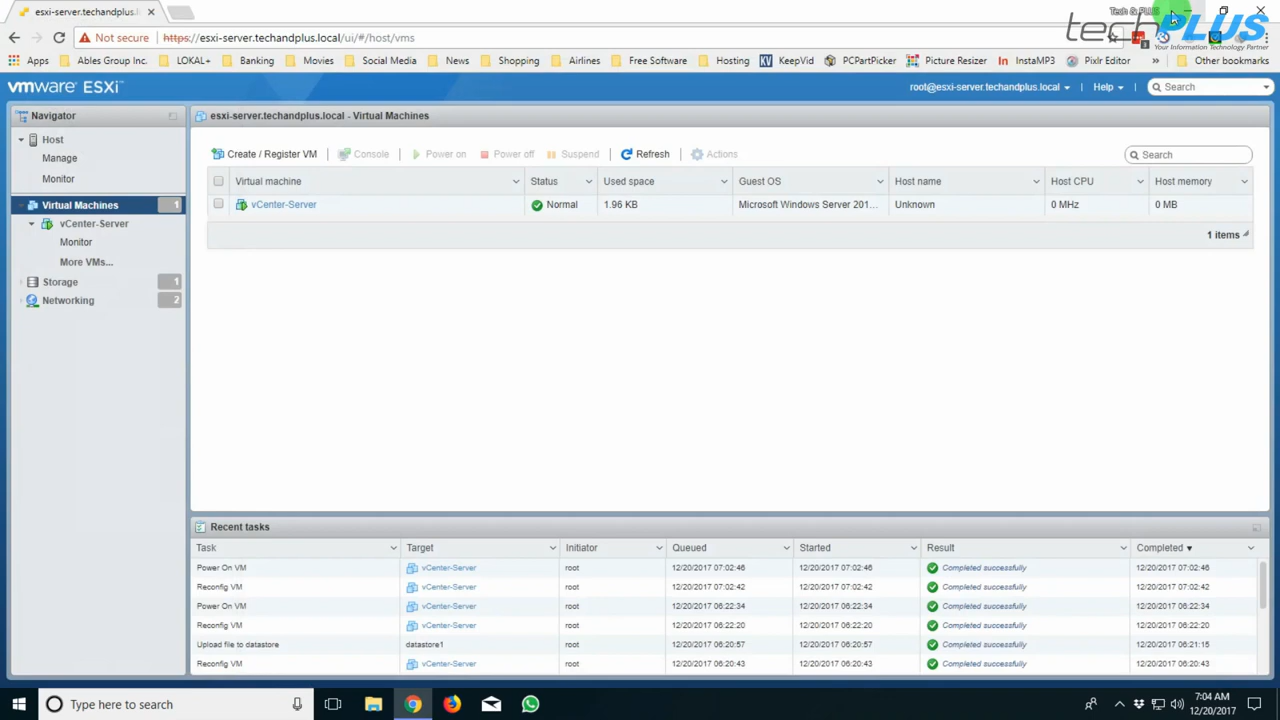 esxi-server.techandplus.l
Tech & PLUS
techPLUS
Your Information Technology Partner
Not secure https://esxi-server.techandplus.local/ui/#/host/vms
Apps Ables Group Inc. LOKAL+ Banking Movies Social Media News Shopping Airlines Free Software Hosting KeepVid PCPartPicker Picture Resizer InstaMP3 Pixlr Editor » Other bookmarks
vmware ESXi
root@esxi-server.techandplus.local Help Search
Navigator
Host
Manage
Monitor
Virtual Machines 1
vCenter-Server
Monitor
More VMs...
Storage 1
Networking 2
esxi-server.techandplus.local - Virtual Machines
Create / Register VM Console Power on Power off Suspend Refresh Actions Search
Virtual machine Status Used space Guest OS Host name Host CPU Host memory
vCenter-Server Normal 1.96 KB Microsoft Windows Server 201... Unknown 0 MHz 0 MB
1 items
Recent tasks
Task Target Initiator Queued Started Result Completed ▼
Power On VM vCenter-Server root 12/20/2017 07:02:46 12/20/2017 07:02:46 Completed successfully 12/20/2017 07:02:46
Reconfig VM vCenter-Server root 12/20/2017 07:02:42 12/20/2017 07:02:42 Completed successfully 12/20/2017 07:02:42
Power On VM vCenter-Server root 12/20/2017 06:22:34 12/20/2017 06:22:34 Completed successfully 12/20/2017 06:22:34
Reconfig VM vCenter-Server root 12/20/2017 06:22:20 12/20/2017 06:22:20 Completed successfully 12/20/2017 06:22:20
Upload file to datastore datastore1 root 12/20/2017 06:20:57 12/20/2017 06:20:57 Completed successfully 12/20/2017 06:21:15
Reconfig VM vCenter-Server root 12/20/2017 06:20:43 12/20/2017 06:20:43 Completed successfully 12/20/2017 06:20:43
Type here to search
7:04 AM
12/20/2017